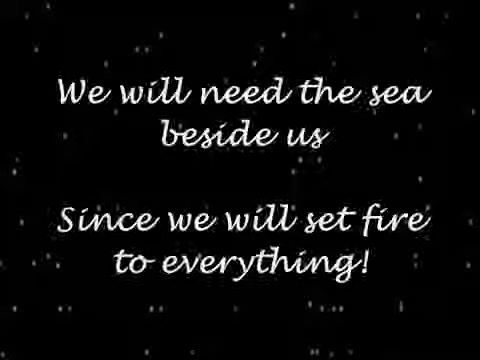 We will need the sea
beside us
Since we will set fire
to everything!